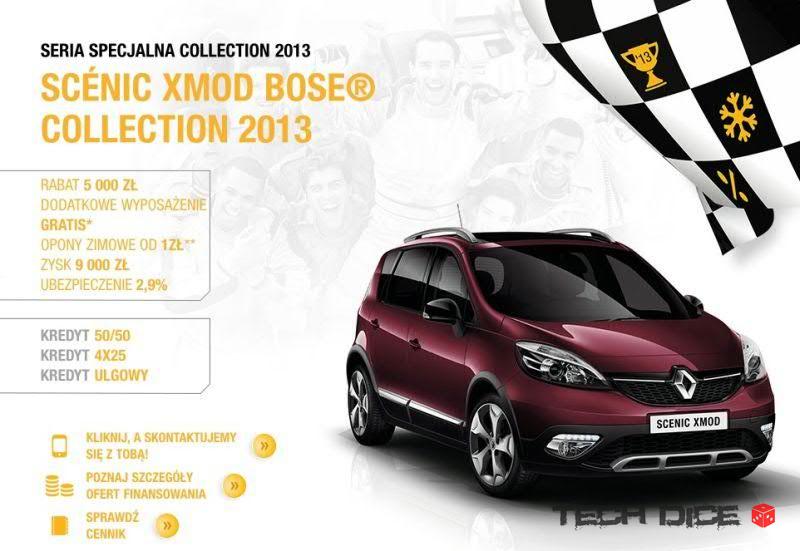 SERIA SPECJALNA COLLECTION 2013
SCÉNIC XMOD BOSE®
COLLECTION 2013
RABAT 5 000 ZŁ
DODATKOWE WYPOSAŻENIE
GRATIS*
OPONY ZIMOWE OD 1ZŁ**
ZYSK 9 000 ZŁ
UBEZPIECZENIE 2,9%
KREDYT 50/50
KREDYT 4X25
KREDYT ULGOWY
KLIKNIJ, A SKONTAKTUJEMY
SIĘ Z TOBĄ!
POZNAJ SZCZEGÓŁY
OFERT FINANSOWANIA
SPRAWDŹ
CENNIK
'13
%
SCENIC XMOD
TECH DICE